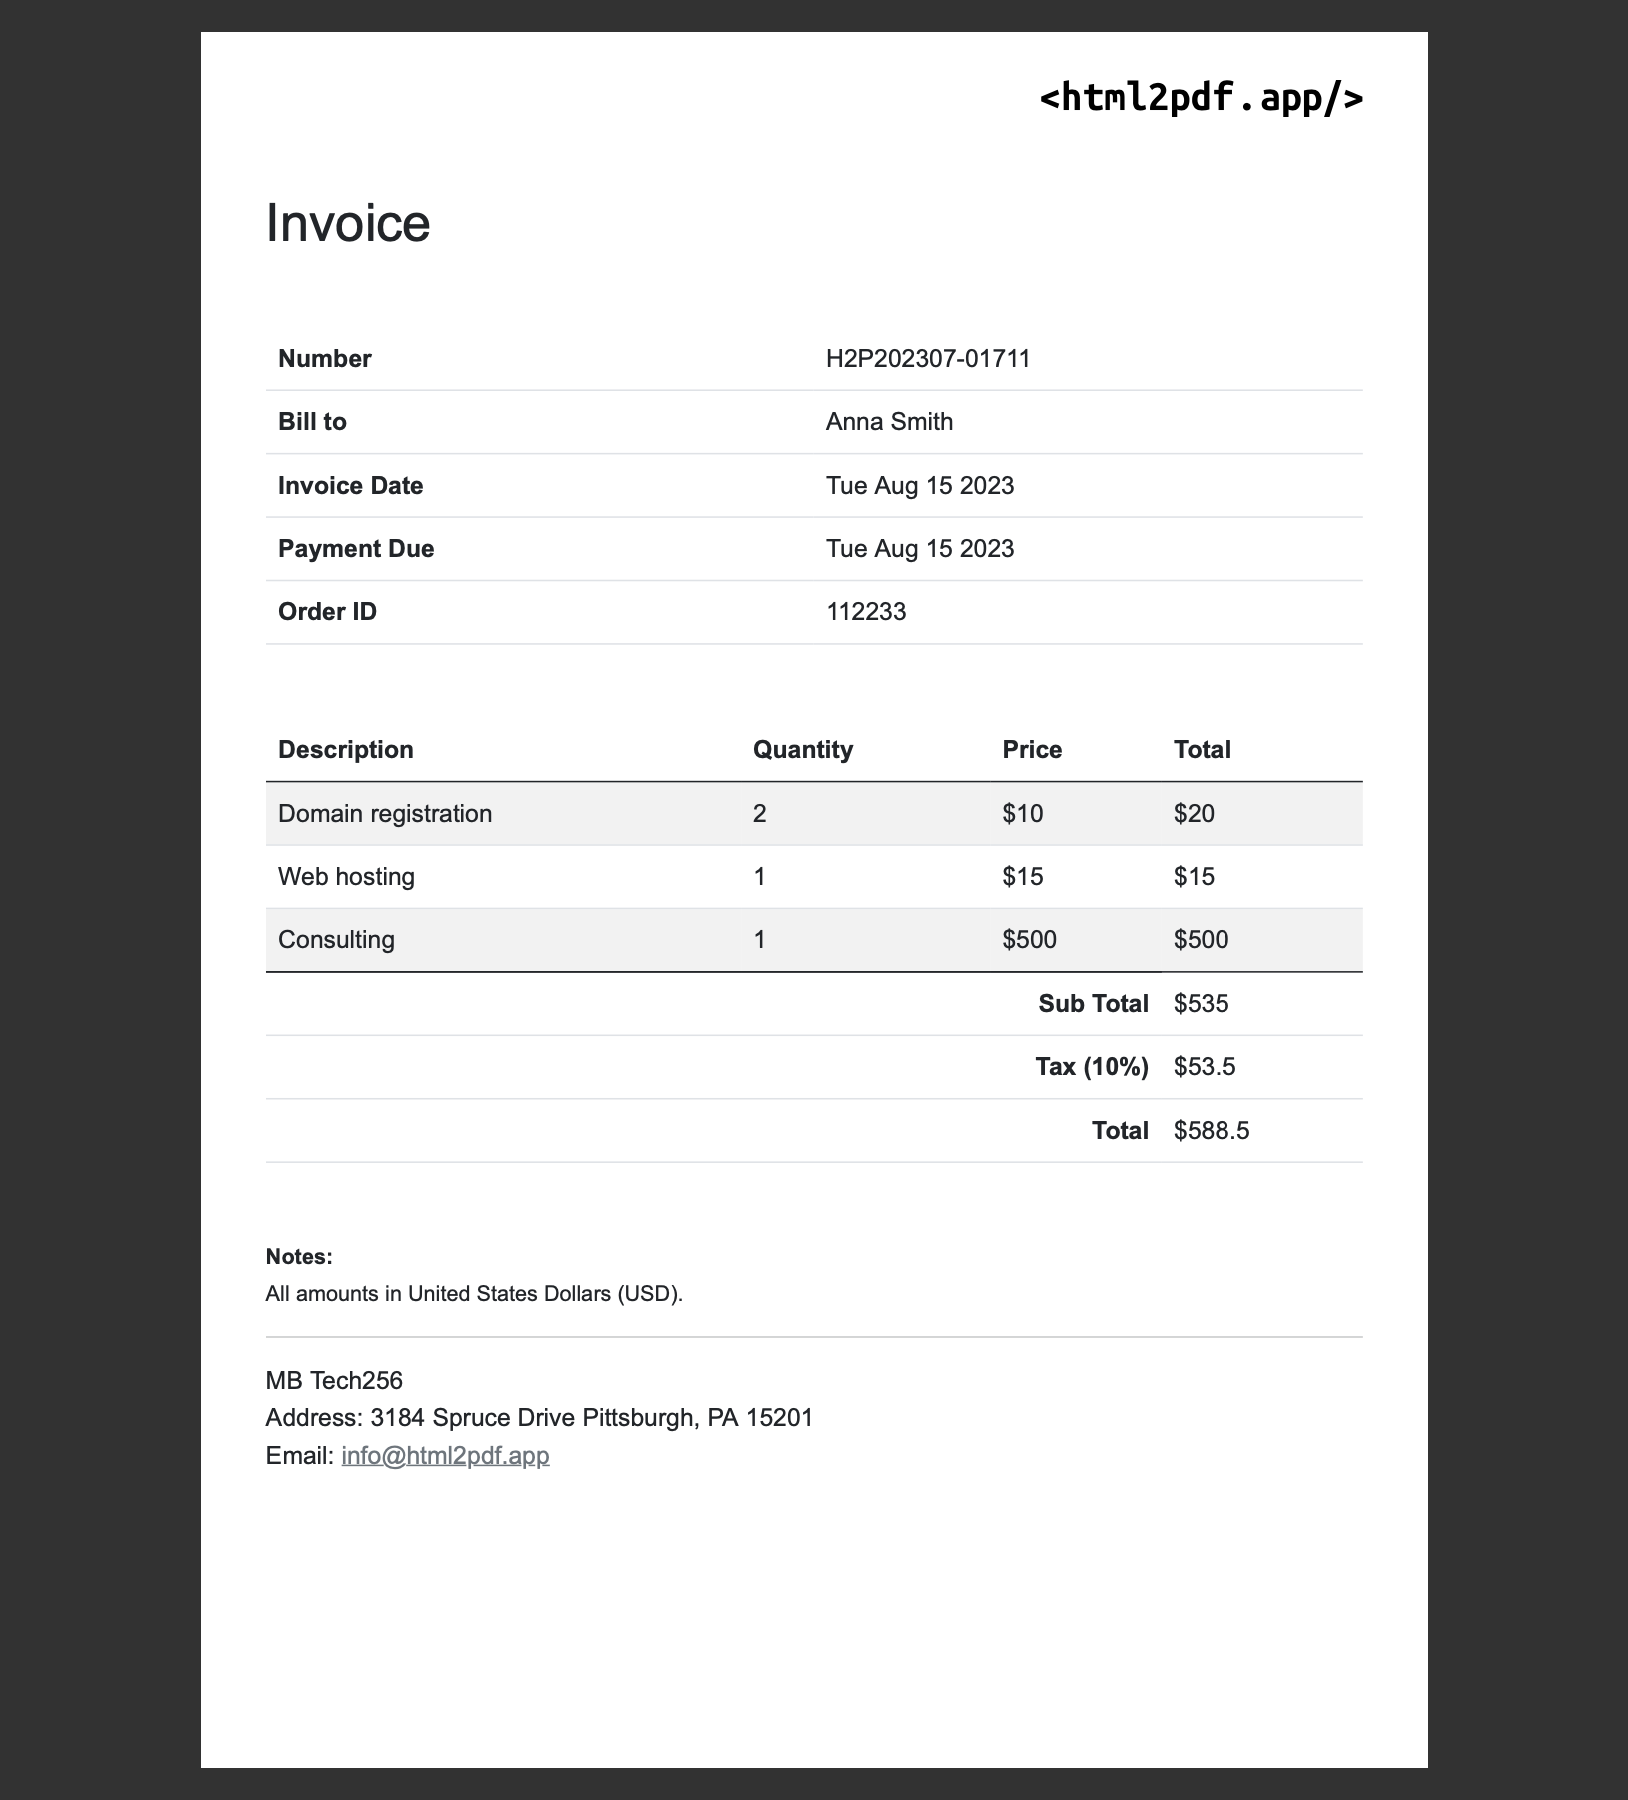 <html2pdf.app/>
Invoice
Number H2P202307-01711
Bill to Anna Smith
Invoice Date Tue Aug 15 2023
Payment Due Tue Aug 15 2023
Order ID 112233
Description Quantity Price Total
Domain registration 2 $10 $20
Web hosting 1 $15 $15
Consulting 1 $500 $500
Sub Total $535
Tax (10%) $53.5
Total $588.5
Notes:
All amounts in United States Dollars (USD).
MB Tech256
Address: 3184 Spruce Drive Pittsburgh, PA 15201
Email: info@html2pdf.app